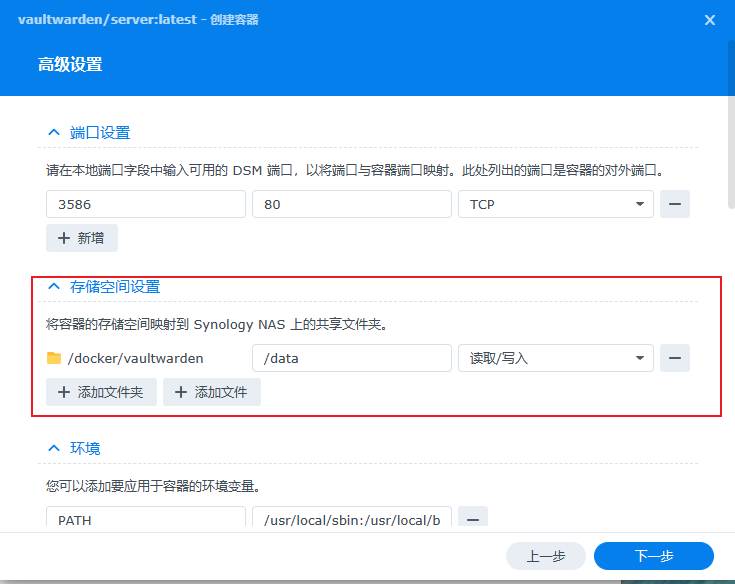 vaultwarden/server:latest - 创建容器
高级设置
端口设置
请在本地端口字段中输入可用的 DSM 端口，以将端口与容器端口映射。此处列出的端口是容器的对外端口。
3586 80 TCP
新增
存储空间设置
将容器的存储空间映射到 Synology NAS 上的共享文件夹。
/docker/vaultwarden /data 读取/写入
添加文件夹 添加文件
环境
您可以添加要应用于容器的环境变量。
PATH /usr/local/sbin:/usr/local/b
上一步 下一步